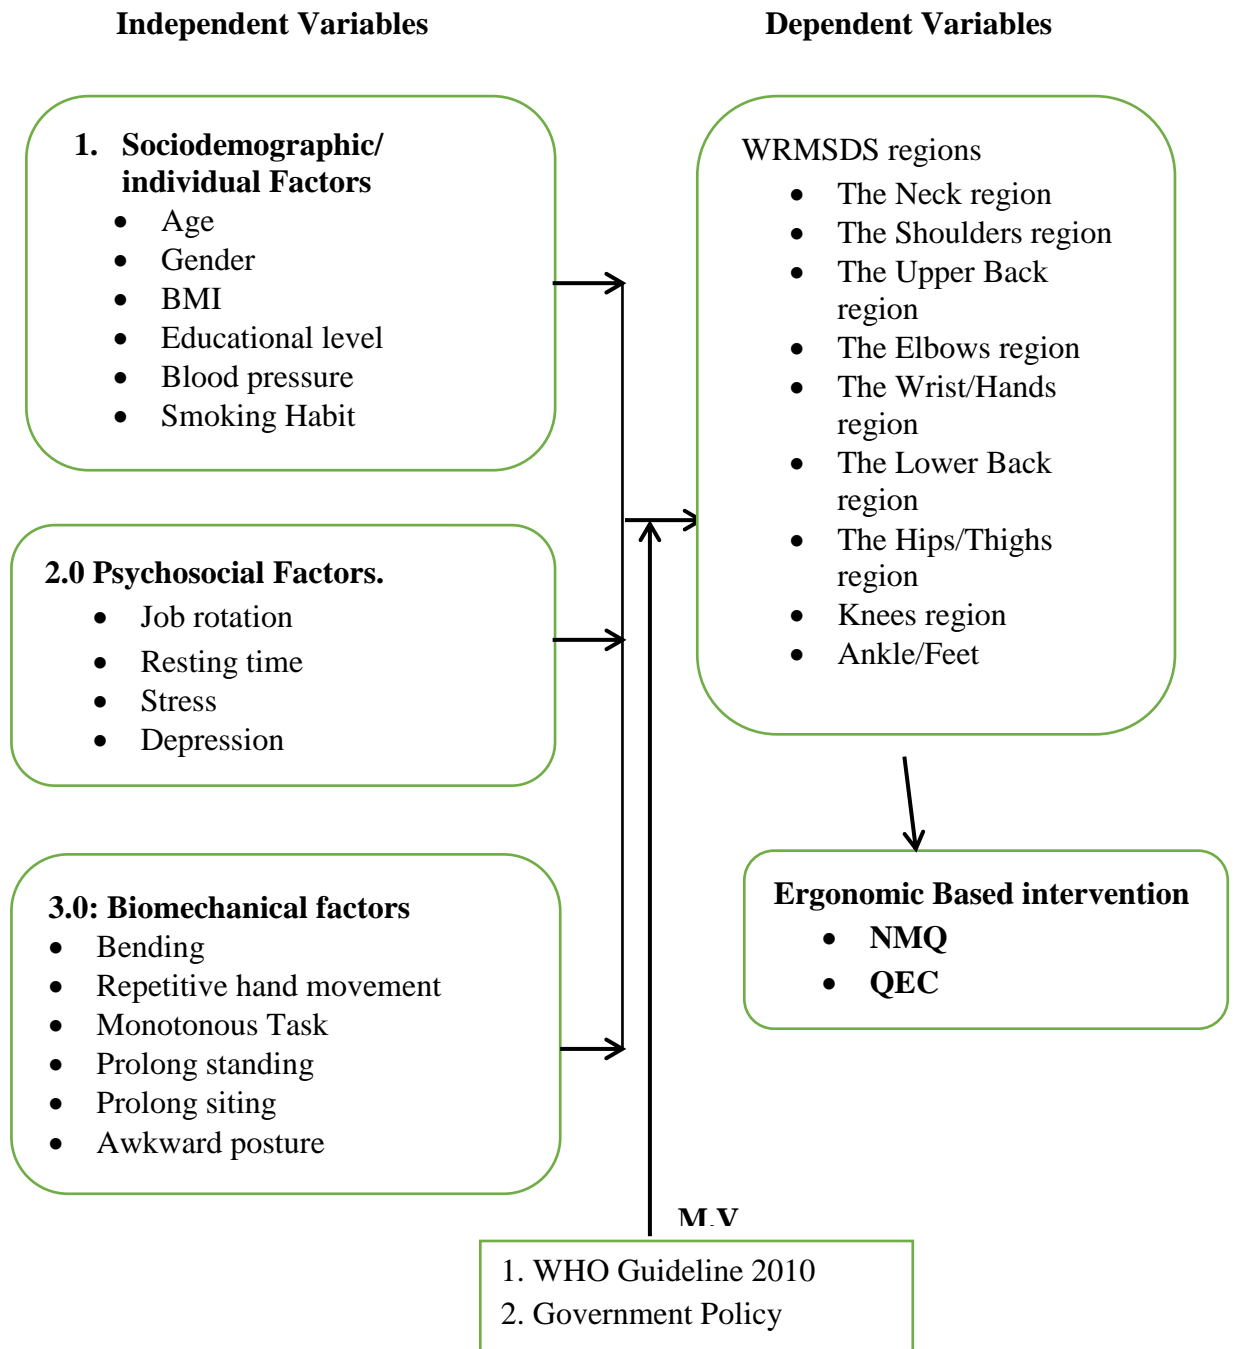 Independent Variables
Dependent Variables
1. Sociodemographic/
individual Factors
• Age
• Gender
• BMI
• Educational level
• Blood pressure
• Smoking Habit
2.0 Psychosocial Factors.
• Job rotation
• Resting time
• Stress
• Depression
3.0: Biomechanical factors
• Bending
• Repetitive hand movement
• Monotonous Task
• Prolong standing
• Prolong siting
• Awkward posture
WRMSDS regions
• The Neck region
• The Shoulders region
• The Upper Back
region
• The Elbows region
• The Wrist/Hands
region
• The Lower Back
region
• The Hips/Thighs
region
• Knees region
• Ankle/Feet
Ergonomic Based intervention
• NMQ
• QEC
M.V
1. WHO Guideline 2010
2. Government Policy